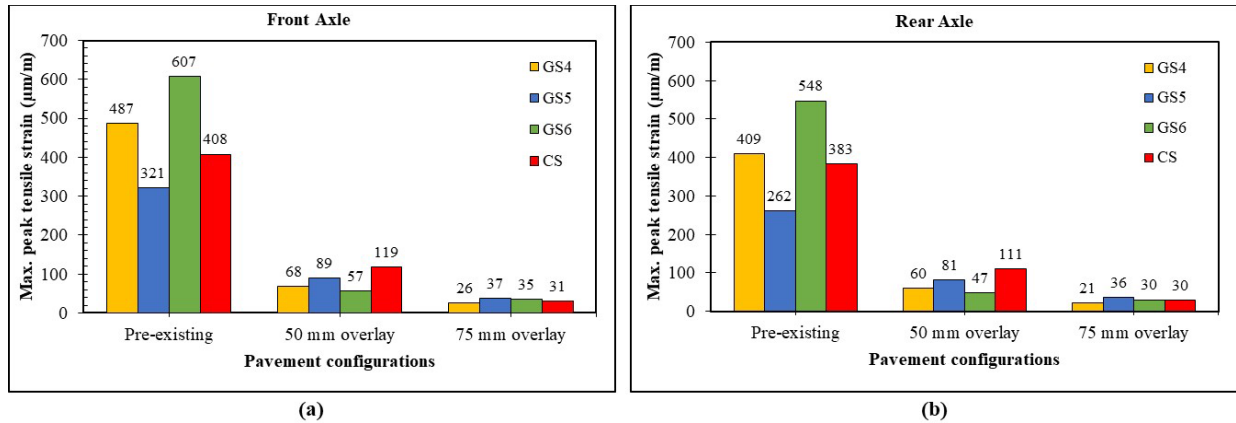 Front Axle
Max. peak tensile strain (µm/m)
700
600
500
400
300
200
100
0
487
321
607
408
68
89
57
119
26
37
35
31
GS4
GS5
GS6
CS
Pre-existing
50 mm overlay
75 mm overlay
Pavement configurations
(a)
Rear Axle
Max. peak tensile strain (µm/m)
700
600
500
400
300
200
100
0
409
262
548
383
60
81
47
111
21
36
30
30
GS4
GS5
GS6
CS
Pre-existing
50 mm overlay
75 mm overlay
Pavement configurations
(b)